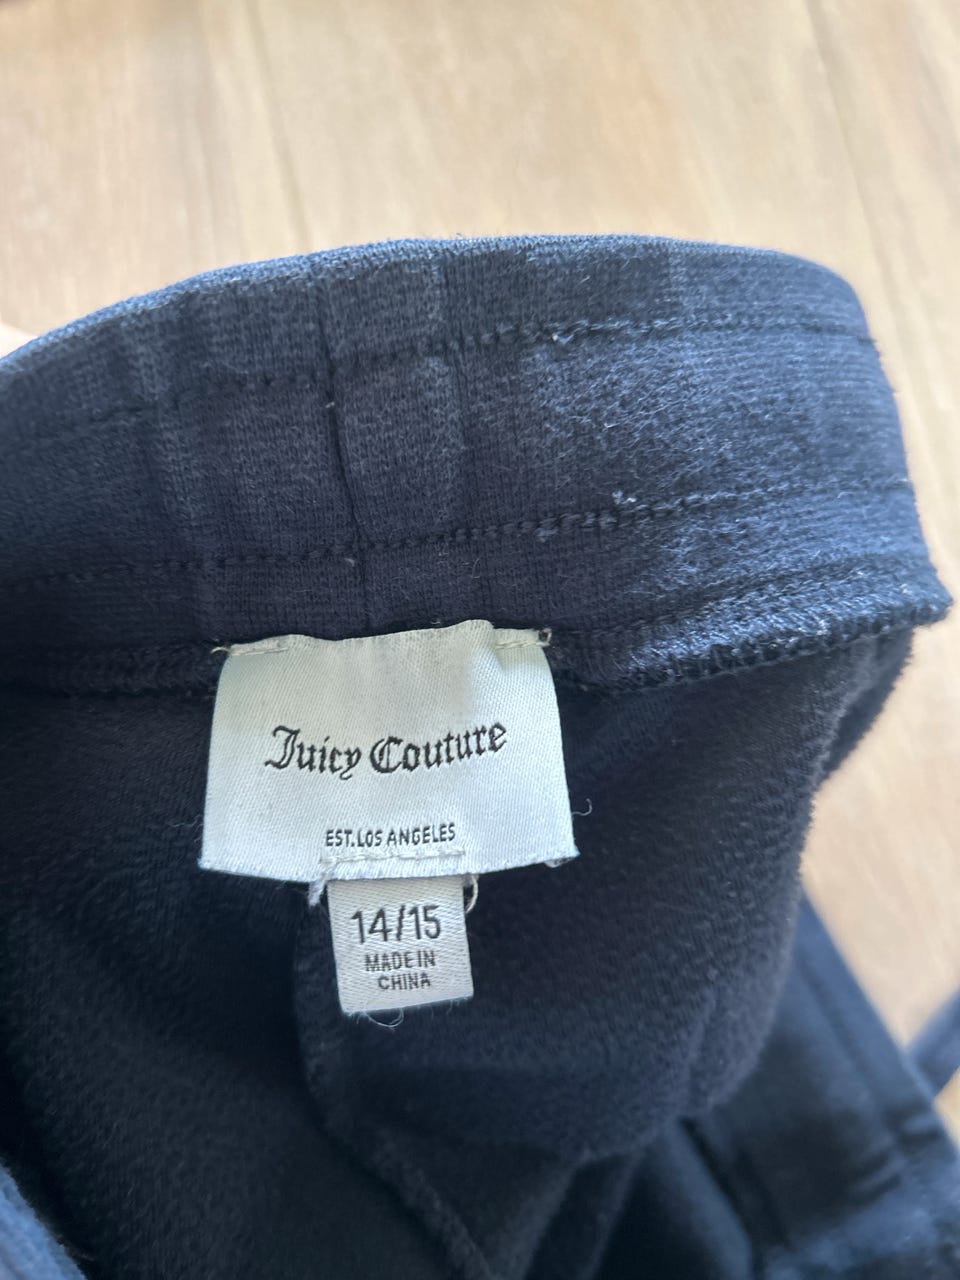 Juicy Couture
EST. LOS ANGELES
14/15
MADE IN
CHINA